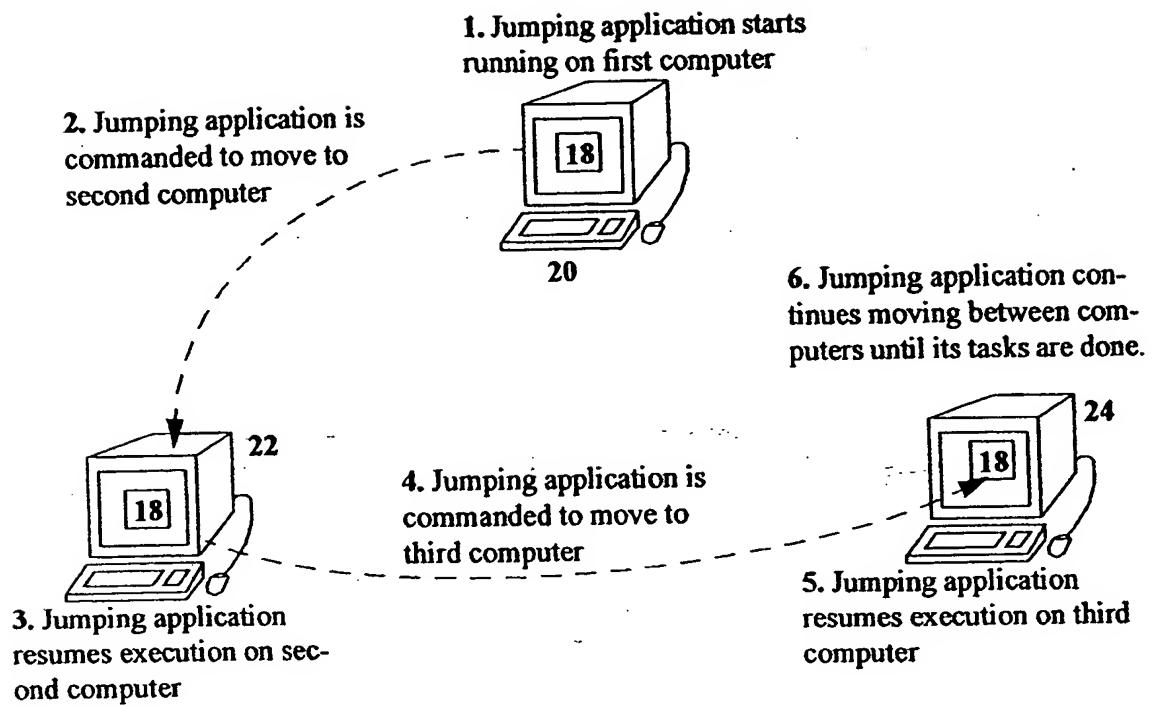 1. Jumping application starts
running on first computer
2. Jumping application is
commanded to move to
second computer
18
20
6. Jumping application con-
tinues moving between com-
puters until its tasks are done.
22
18
24
18
4. Jumping application is
commanded to move to
third computer
3. Jumping application
resumes execution on sec-
ond computer
5. Jumping application
resumes execution on third
computer